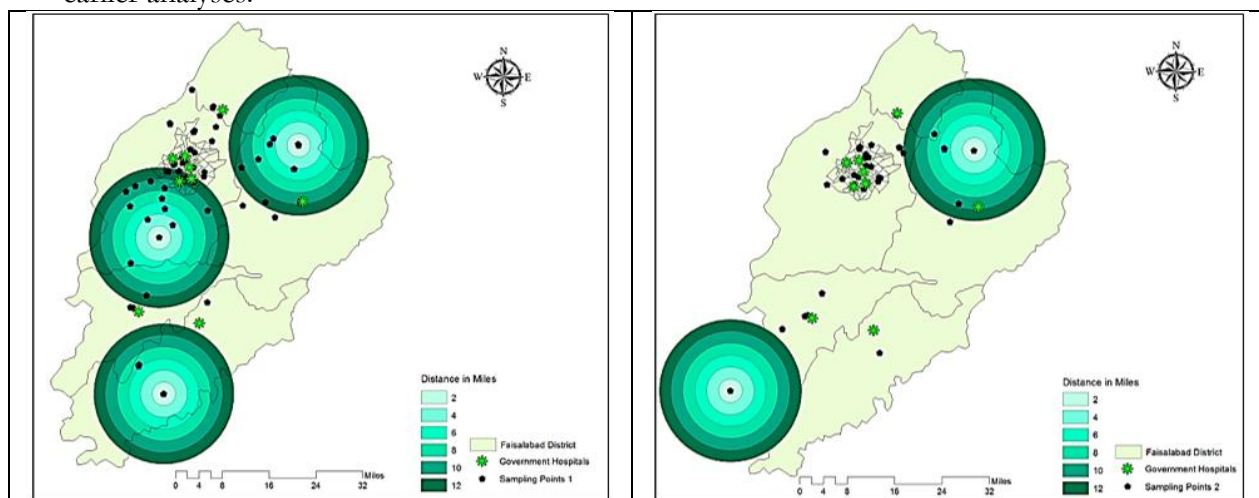 earlier analyses.
N
W E
S
Distance in Miles
2
4
6
8
10
12
Faisalabad District
Government Hospitals
Sampling Points 1
Miles
0 4 8 16 24 32
N
W E
S
Distance in Miles
2
4
6
8
10
12
Faisalabad District
Government Hospitals
Sampling Points 2
Miles
0 4 8 16 24 32